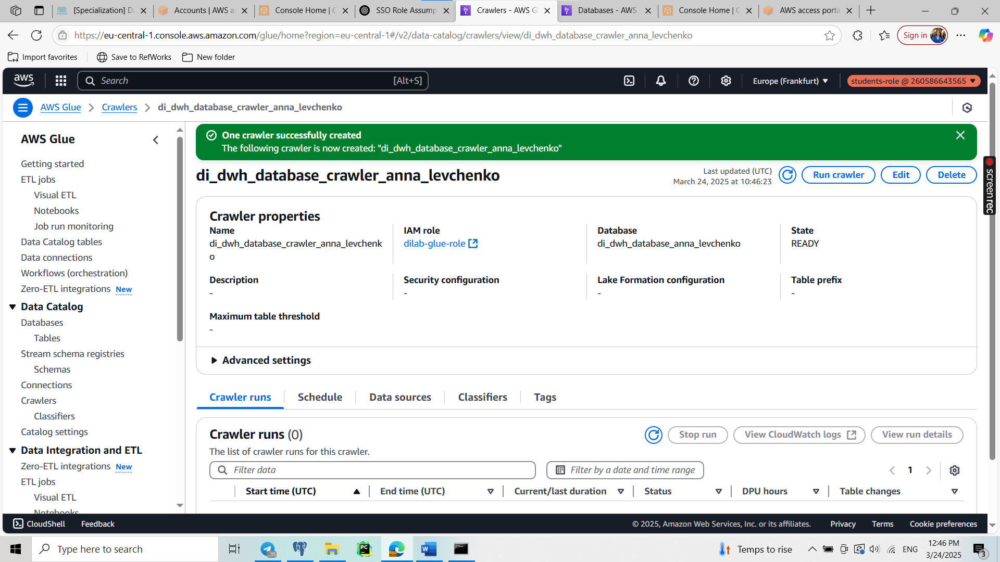 [Specialization] D
Accounts | AWS a
Console Home | C
SSO Role Assump
Crawlers - AWS G
Databases - AWS
Console Home | C
AWS access porta
https://eu-central-1.console.aws.amazon.com/glue/home?region=eu-central-1#/v2/data-catalog/crawlers/view/di_dwh_database_crawler_anna_levchenko
Sign in
Import favorites
Save to RefWorks
New folder
aws
Search
[Alt+S]
Europe (Frankfurt)
students-role @ 260586643565
AWS Glue
Crawlers
di_dwh_database_crawler_anna_levchenko
AWS Glue
Getting started
ETL jobs
Visual ETL
Notebooks
Job run monitoring
Data Catalog tables
Data connections
Workflows (orchestration)
Zero-ETL integrations New
Data Catalog
Databases
Tables
Stream schema registries
Schemas
Connections
Crawlers
Classifiers
Catalog settings
Data Integration and ETL
Zero-ETL integrations New
ETL jobs
Visual ETL
Notebooks
One crawler successfully created
The following crawler is now created: "di_dwh_database_crawler_anna_levchenko"
di_dwh_database_crawler_anna_levchenko
Last updated (UTC)
March 24, 2025 at 10:46:23
Run crawler
Edit
Delete
Crawler properties
Name
di_dwh_database_crawler_anna_levchenk
o
IAM role
dilab-glue-role
Database
di_dwh_database_anna_levchenko
State
READY
Description
-
Security configuration
-
Lake Formation configuration
-
Table prefix
-
Maximum table threshold
-
Advanced settings
Crawler runs
Schedule
Data sources
Classifiers
Tags
Crawler runs (0)
Stop run
View CloudWatch logs
View run details
The list of crawler runs for this crawler.
Filter data
Filter by a date and time range
1
Start time (UTC)
End time (UTC)
Current/last duration
Status
DPU hours
Table changes
screenrec
CloudShell
Feedback
© 2025, Amazon Web Services, Inc. or its affiliates.
Privacy
Terms
Cookie preferences
Type here to search
35
PC
W
Temps to rise
ENG
12:46 PM
3/24/2025
3